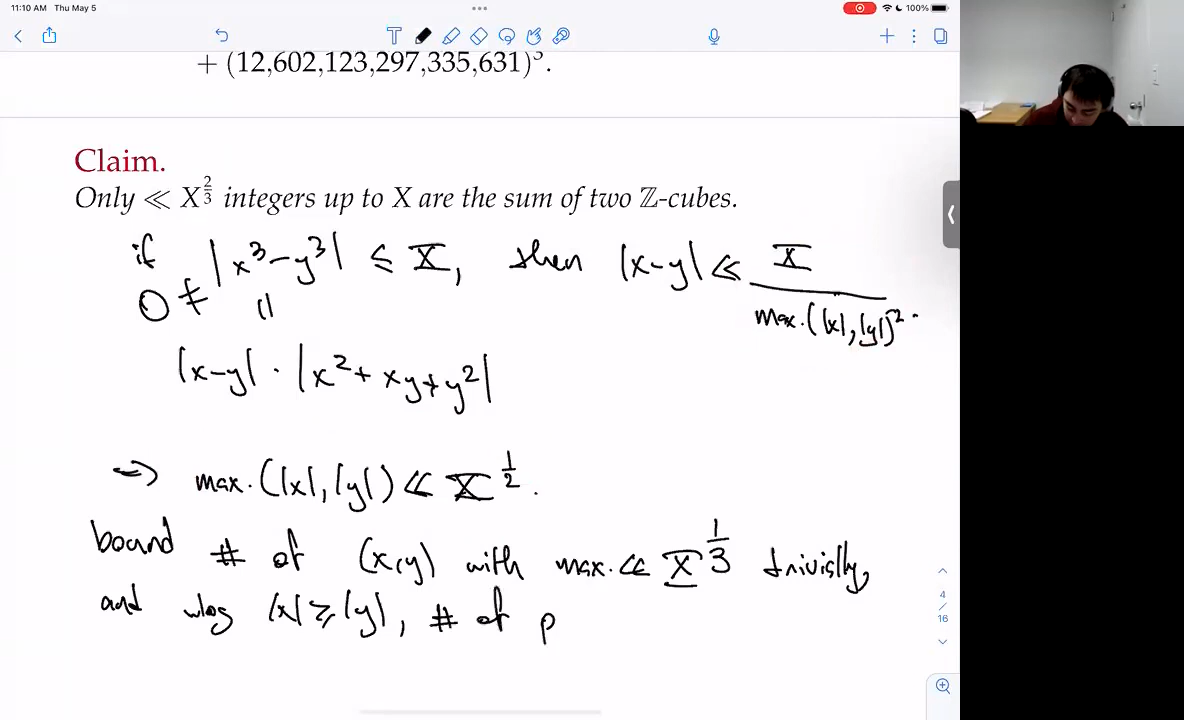 11:10 AM Thu May 5
100%
+ (12,602,123,297,335,631)³.
Claim.
Only ≪ X^{2/3} integers up to X are the sum of two ℤ-cubes.
if |x³-y³| ≤ X, then |x-y| ≪ X / max.(|x|,|y|)².
0 ≠ ||
|x-y| · |x²+xy+y²|
=> max.(|x|,|y|) ≪ X^{1/2}.
bound # of (x,y) with max. ≪ X^{1/3} trivially,
and wlog |x| ≥ |y|, # of p
4
/
16